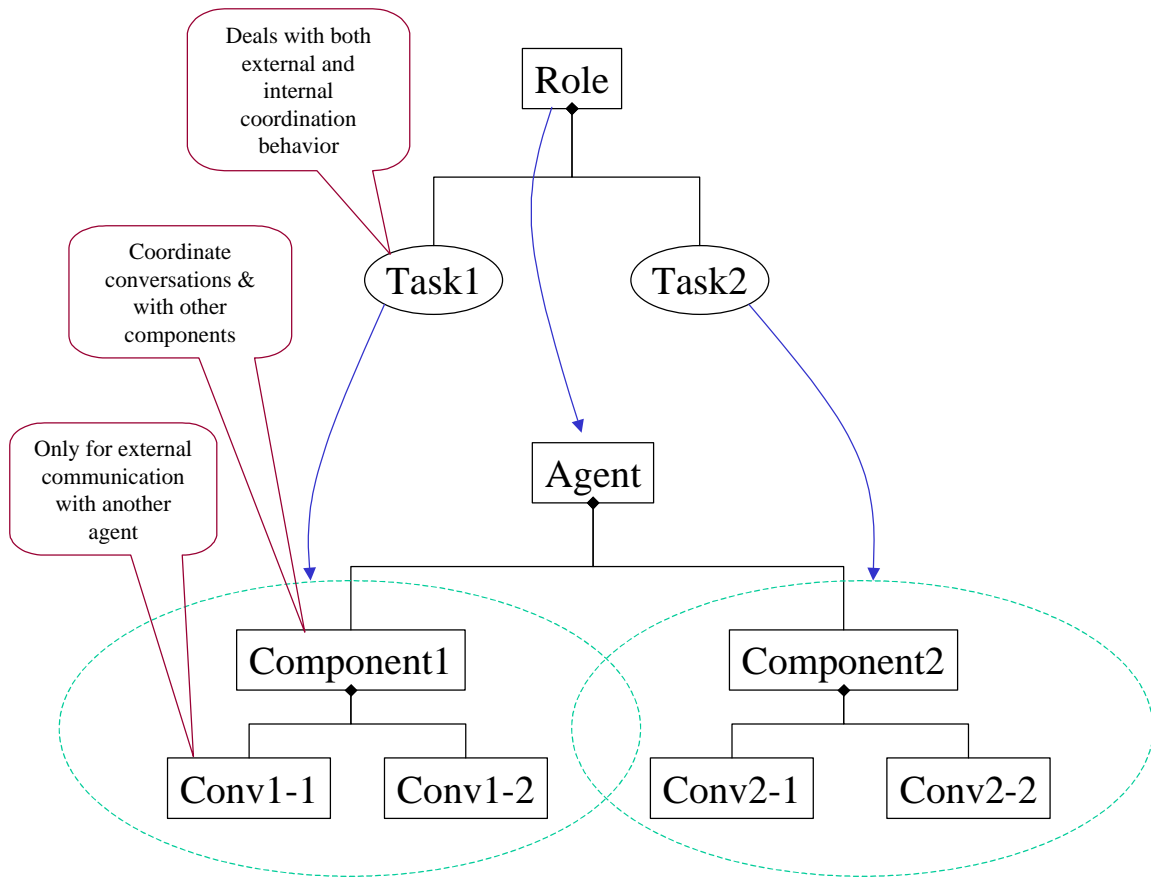 Deals with both
external and
internal
coordination
behavior
Role
Coordinate
conversations &
with other
components
Task1
Task2
Only for external
communication
with another
agent
Agent
Component1
Component2
Conv1-1
Conv1-2
Conv2-1
Conv2-2